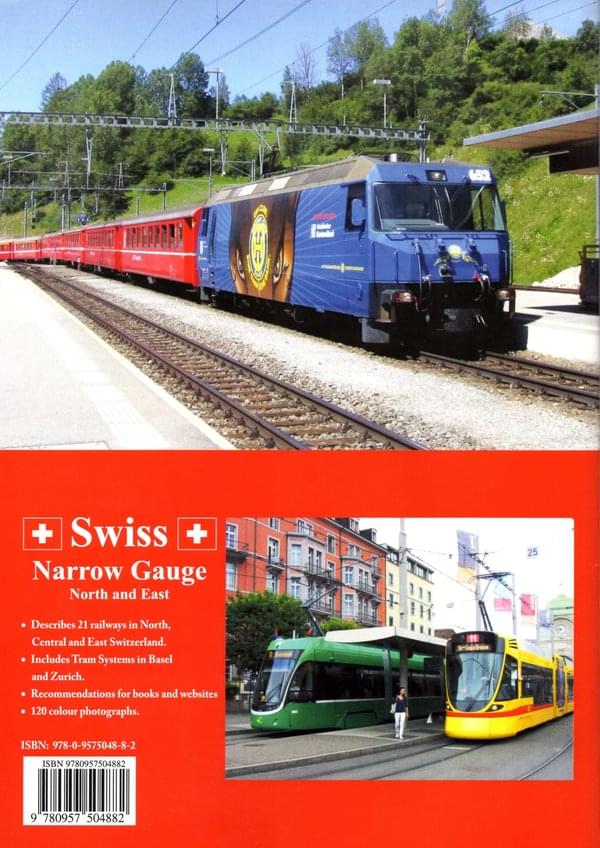 652
Swiss
Narrow Gauge
North and East
• Describes 21 railways in North,
Central and East Switzerland.
• Includes Tram Systems in Basel
and Zurich.
• Recommendations for books and websites
• 120 colour photographs.
ISBN: 978-0-9575048-8-2
ISBN 9780957504882
9 780957 504882
25
11